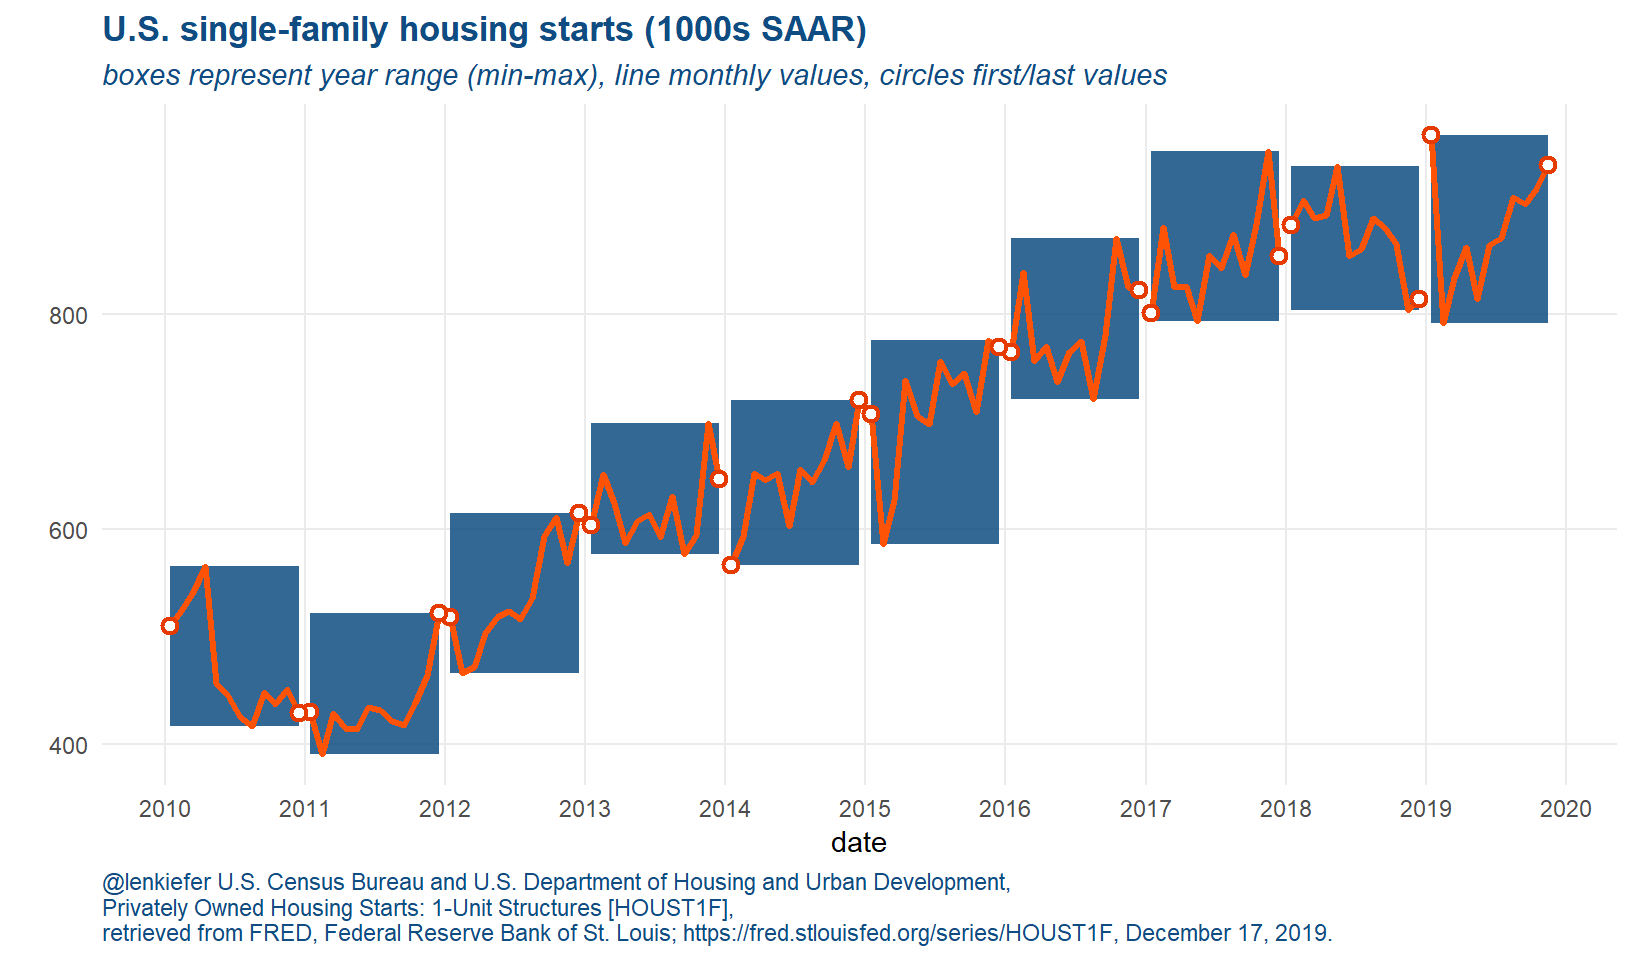 U.S. single-family housing starts (1000s SAAR)
boxes represent year range (min-max), line monthly values, circles first/last values
800
600
400
2010 2011 2012 2013 2014 2015 2016 2017 2018 2019 2020
date
@lenkiefer U.S. Census Bureau and U.S. Department of Housing and Urban Development,
Privately Owned Housing Starts: 1-Unit Structures [HOUST1F],
retrieved from FRED, Federal Reserve Bank of St. Louis; https://fred.stlouisfed.org/series/HOUST1F, December 17, 2019.